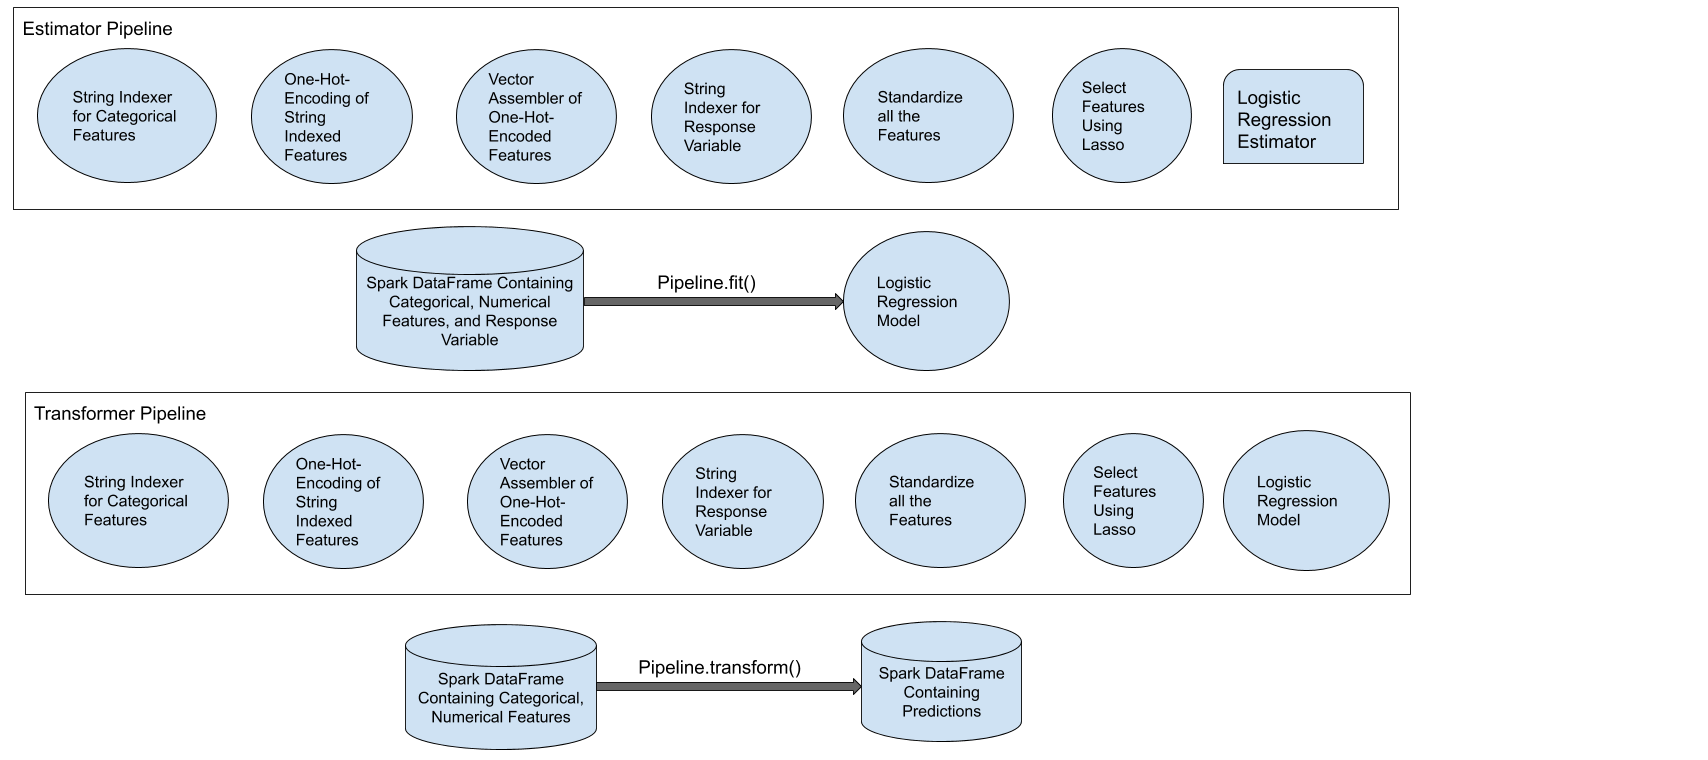 Estimator Pipeline
String Indexer
for Categorical
Features
One-Hot-
Encoding of
String
Indexed
Features
Vector
Assembler of
One-Hot-
Encoded
Features
String
Indexer for
Response
Variable
Standardize
all the
Features
Select
Features
Using
Lasso
Logistic
Regression
Estimator
Spark DataFrame Containing
Categorical, Numerical
Features, and Response
Variable
Pipeline.fit()
Logistic
Regression
Model
Transformer Pipeline
String Indexer
for Categorical
Features
One-Hot-
Encoding of
String
Indexed
Features
Vector
Assembler of
One-Hot-
Encoded
Features
String
Indexer for
Response
Variable
Standardize
all the
Features
Select
Features
Using
Lasso
Logistic
Regression
Model
Spark DataFrame
Containing Categorical,
Numerical Features
Pipeline.transform()
Spark DataFrame
Containing
Predictions